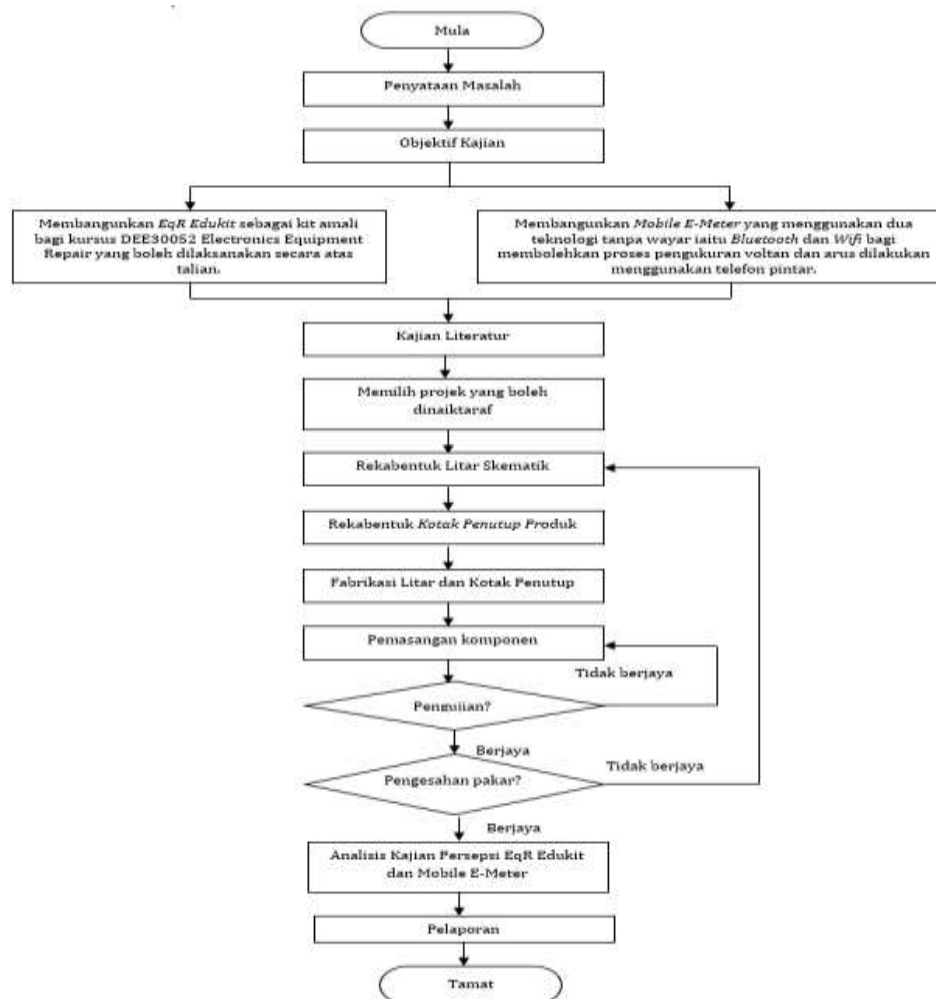 Mula
Penyataan Masalah
Objektif Kajian
Membangunkan EqR Edukit sebagai kit amali
bagi kursus DEE30052 Electronics Equipment
Repair yang boleh dilaksanakan secara atas
talian.
Membangunkan Mobile E-Meter yang menggunakan dua
teknologi tanpa wayar iaitu Bluetooth dan Wifi bagi
membolehkan proses pengukuran voltan dan arus dilakukan
menggunakan telefon pintar.
Kajian Literatur
Memilih projek yang boleh
dinaiktaraf
Rekabentuk Litar Skematik
Rekabentuk Kotak Penutup Produk
Fabrikasi Litar dan Kotak Penutup
Pemasangan komponen
Tidak berjaya
Pengujian?
Berjaya
Pengesahan pakar?
Tidak berjaya
Berjaya
Analisis Kajian Persepsi EqR Edukit
dan Mobile E-Meter
Pelaporan
Tamat